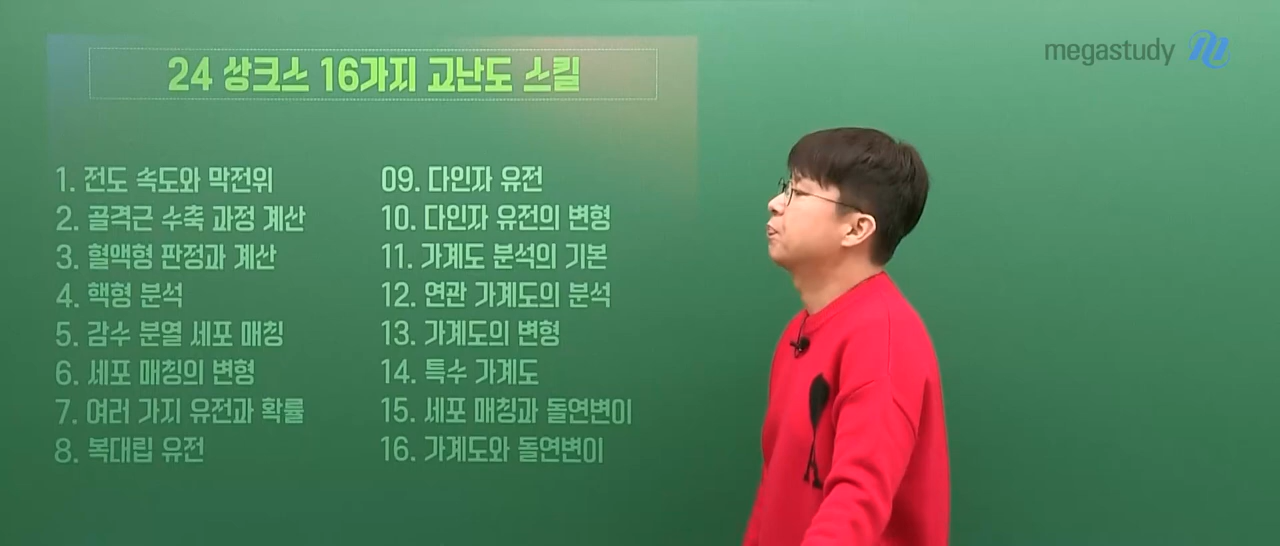 megastudy
24 상크스 16가지 고난도 스킬
1. 전도 속도와 막전위
2. 골격근 수축 과정 계산
3. 혈액형 판정과 계산
4. 핵형 분석
5. 감수 분열 세포 매칭
6. 세포 매칭의 변형
7. 여러 가지 유전과 확률
8. 복대립 유전
09. 다인자 유전
10. 다인자 유전의 변형
11. 가계도 분석의 기본
12. 연관 가계도의 분석
13. 가계도의 변형
14. 특수 가계도
15. 세포 매칭과 돌연변이
16. 가계도와 돌연변이